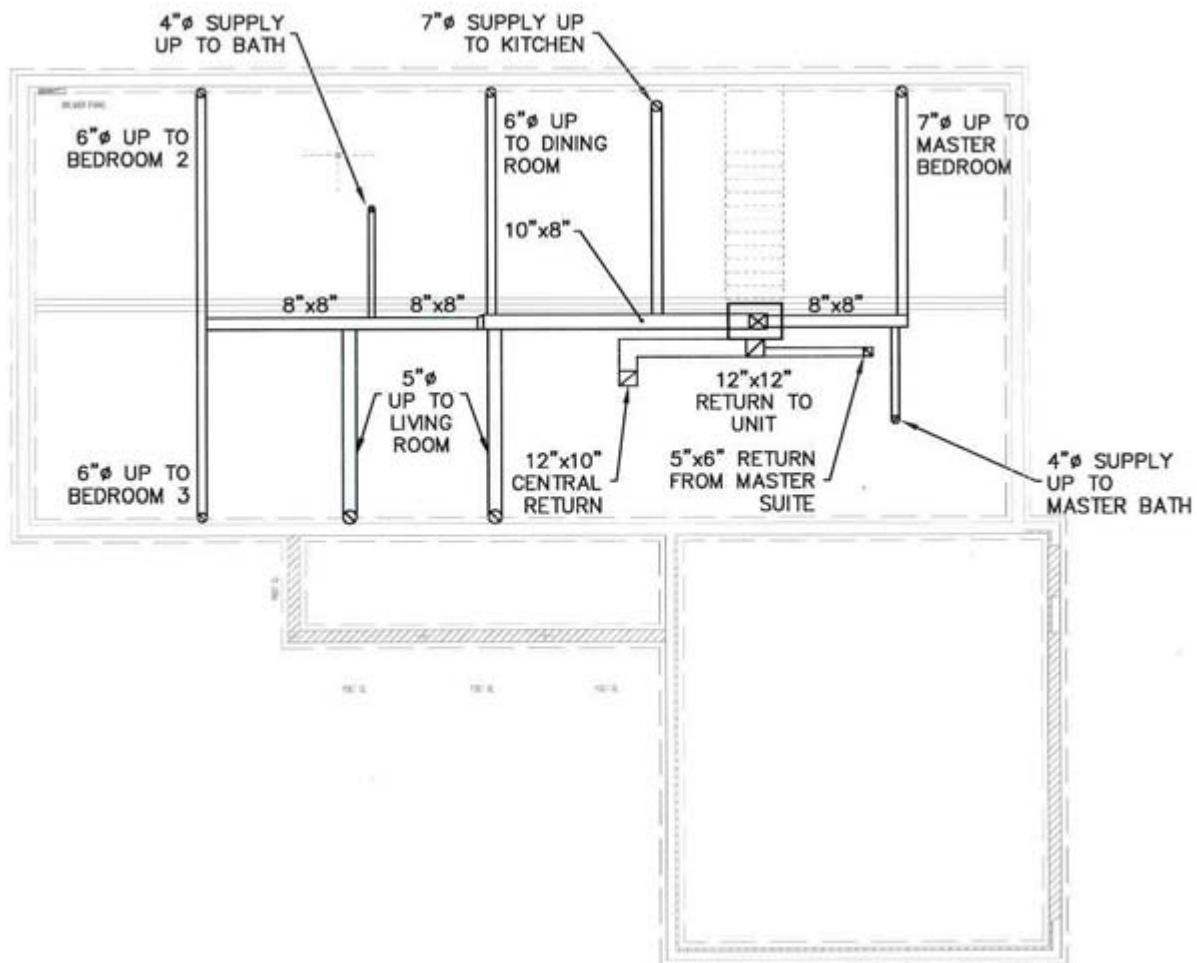 4"ø SUPPLY
UP TO BATH
7"ø SUPPLY UP
TO KITCHEN
6"ø UP TO
BEDROOM 2
6"ø UP
TO DINING
ROOM
7"ø UP TO
MASTER
BEDROOM
10"x8"
8"x8"
8"x8"
8"x8"
5"ø
UP TO
LIVING
ROOM
12"x12"
RETURN TO
UNIT
6"ø UP TO
BEDROOM 3
12"x10"
CENTRAL
RETURN
5"x6" RETURN
FROM MASTER
SUITE
4"ø SUPPLY
UP TO
MASTER BATH